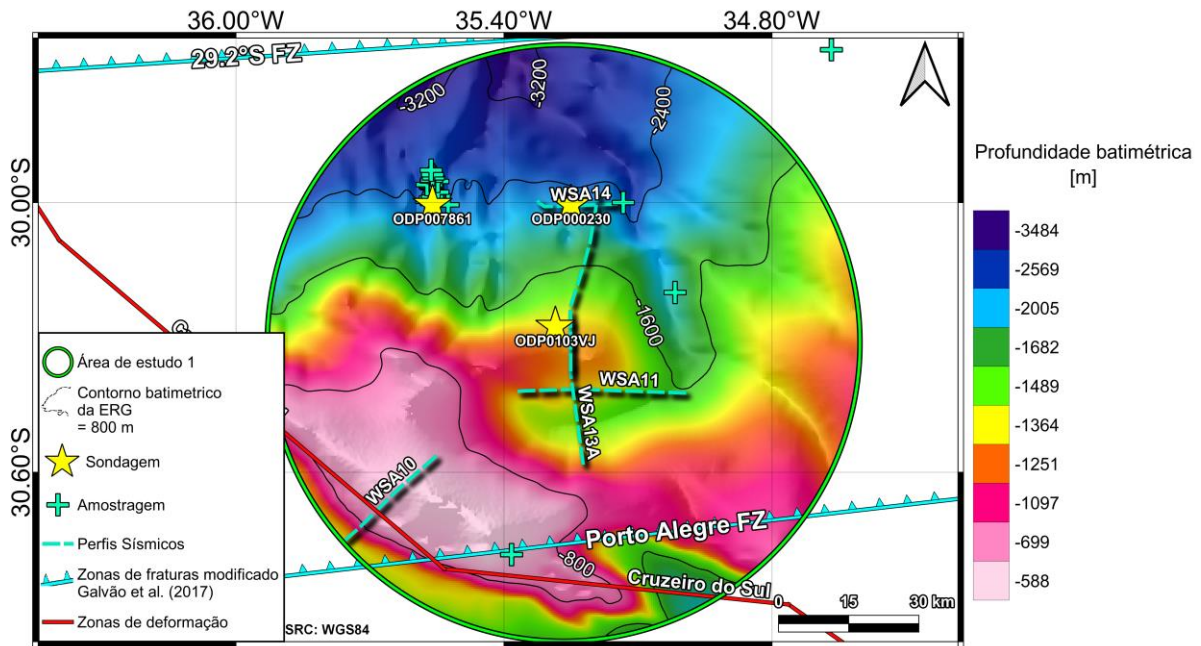 36.00°W
35.40°W
34.80°W
29.2°S FZ
-3200
-3200
-2400
30.00°S
WSA14
ODP007861
ODP000230
-1600
ODP0103VJ
WSA11
WSA13A
30.60°S
WSA10
Porto Alegre FZ
-800
Cruzeiro do Sul
0 15 30 km
SRC: WGS84
Área de estudo 1
Contorno batimetrico
da ERG
= 800 m
Sondagem
Amostragem
Perfis Sísmicos
Zonas de fraturas modificado
Galvão et al. (2017)
Zonas de deformação
Profundidade batimétrica
[m]
-3484
-2569
-2005
-1682
-1489
-1364
-1251
-1097
-699
-588